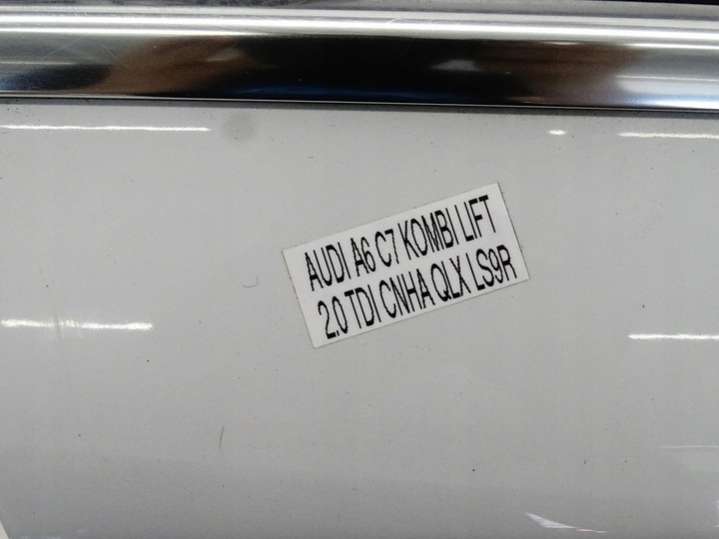 AUDI A6 C7 KOMBI LIFT
2.0 TDI CNHA QLX LS9R